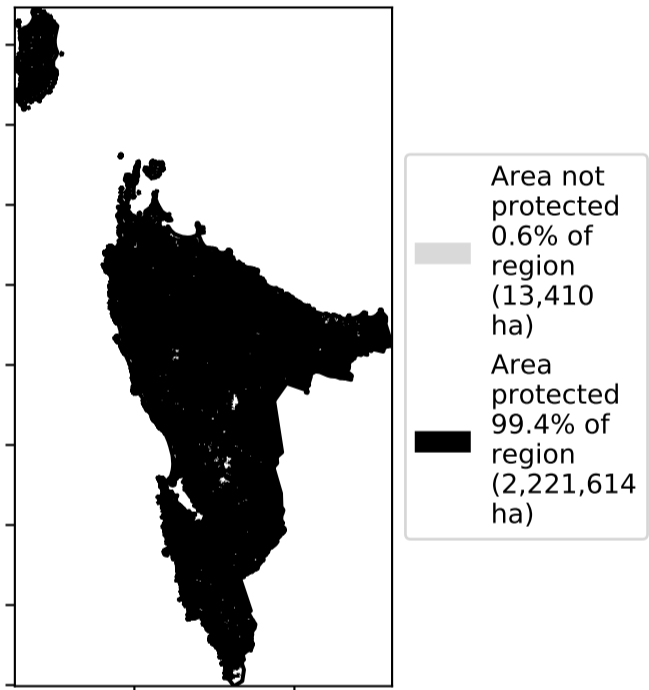 Area not
protected
0.6% of
region
(13,410
ha)
Area
protected
99.4% of
region
(2,221,614
ha)